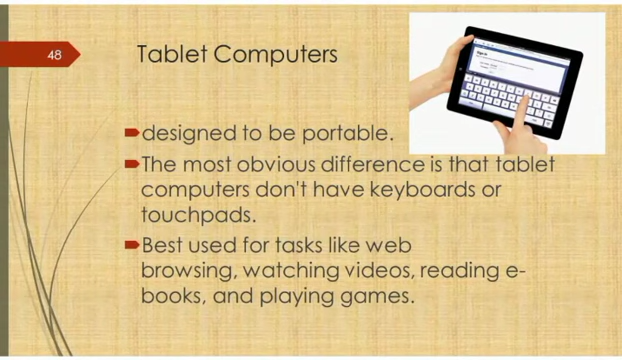 48
Tablet Computers
designed to be portable.
The most obvious difference is that tablet
computers don't have keyboards or
touchpads.
Best used for tasks like web
browsing, watching videos, reading e-
books, and playing games.